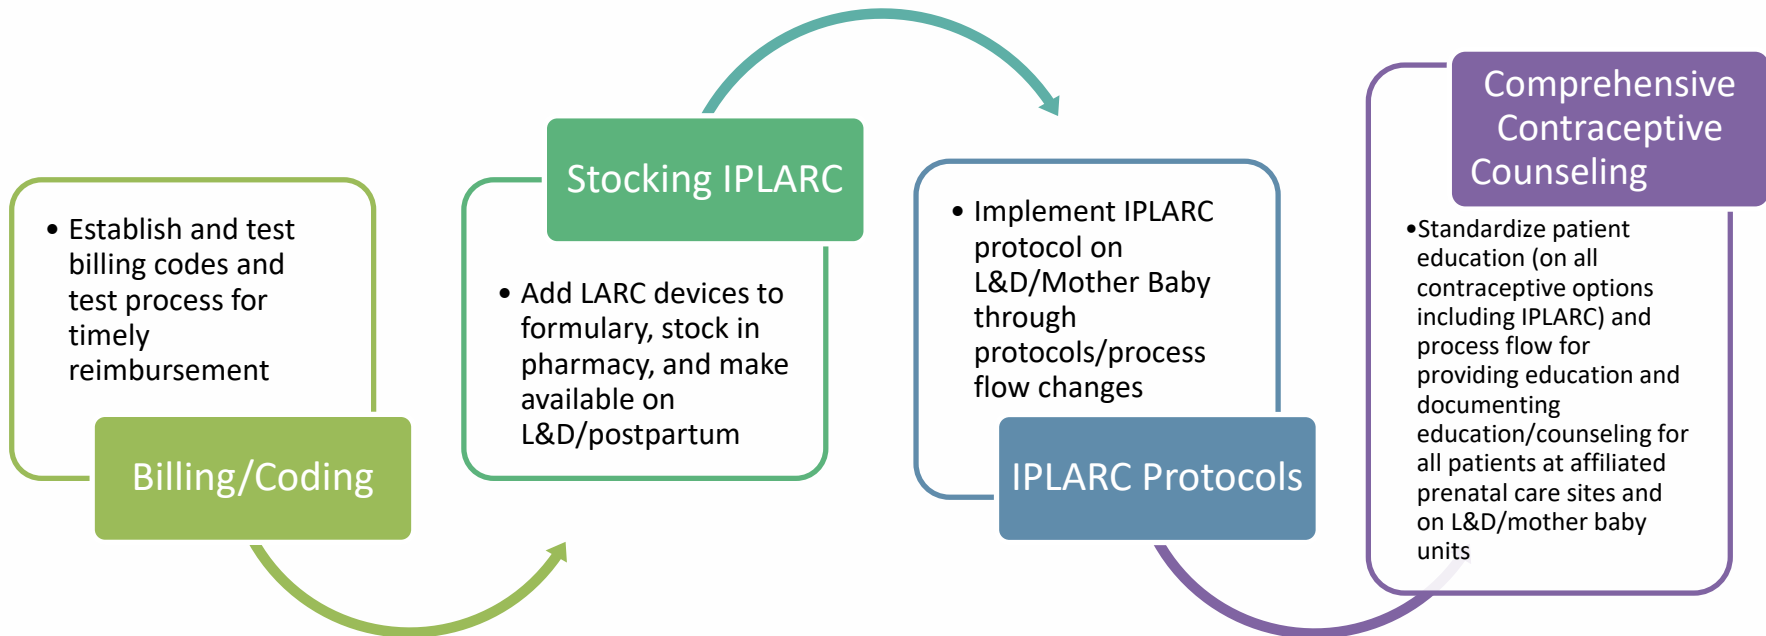 • Establish and test
billing codes and
test process for
timely
reimbursement
Billing/Coding
Stocking IPLARC
• Add LARC devices to
formulary, stock in
pharmacy, and make
available on
L&D/postpartum
• Implement IPLARC
protocol on
L&D/Mother Baby
through
protocols/process
flow changes
IPLARC Protocols
Comprehensive
Contraceptive
Counseling
•Standardize patient
education (on all
contraceptive options
including IPLARC) and
process flow for
providing education and
documenting
education/counseling for
all patients at affiliated
prenatal care sites and
on L&D/mother baby
units